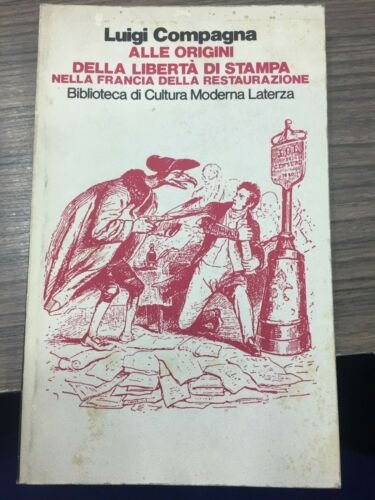 Luigi Compagna
ALLE ORIGINI
DELLA LIBERTÀ DI STAMPA
NELLA FRANCIA DELLA RESTAURAZIONE
Biblioteca di Cultura Moderna Laterza